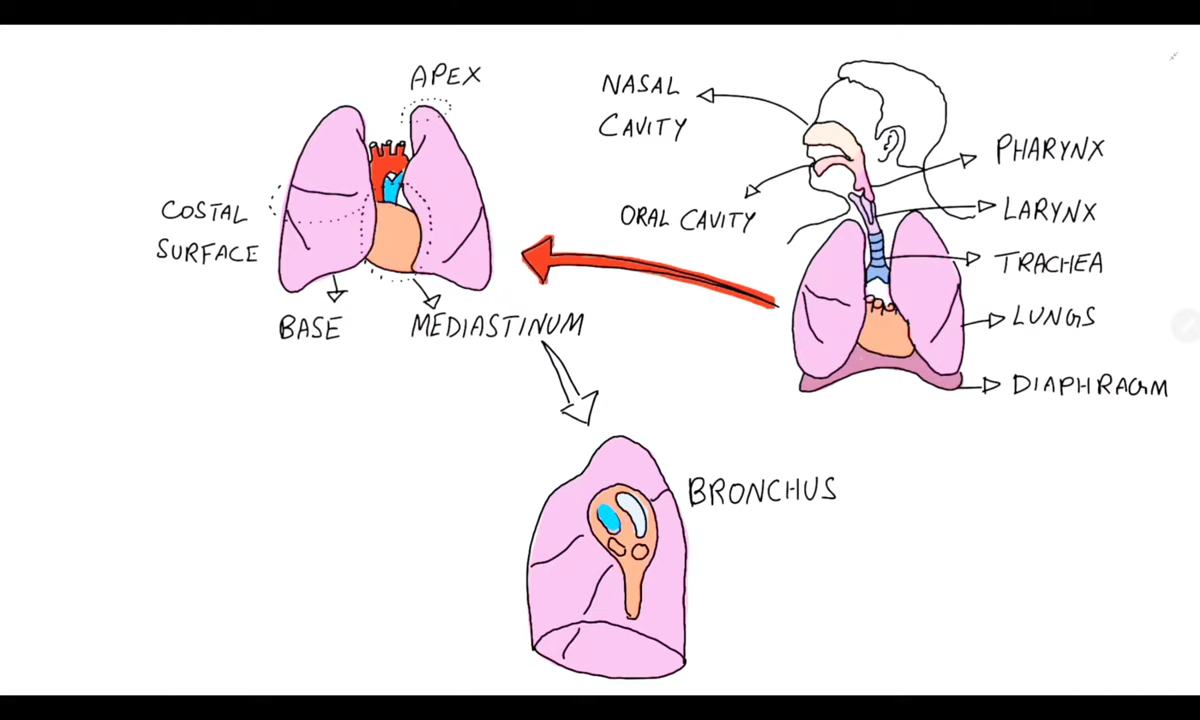 APEX
COSTAL
SURFACE
BASE
MEDIASTINUM
NASAL
CAVITY
ORAL CAVITY
PHARYNX
LARYNX
TRACHEA
LUNGS
DIAPHRAGM
BRONCHUS